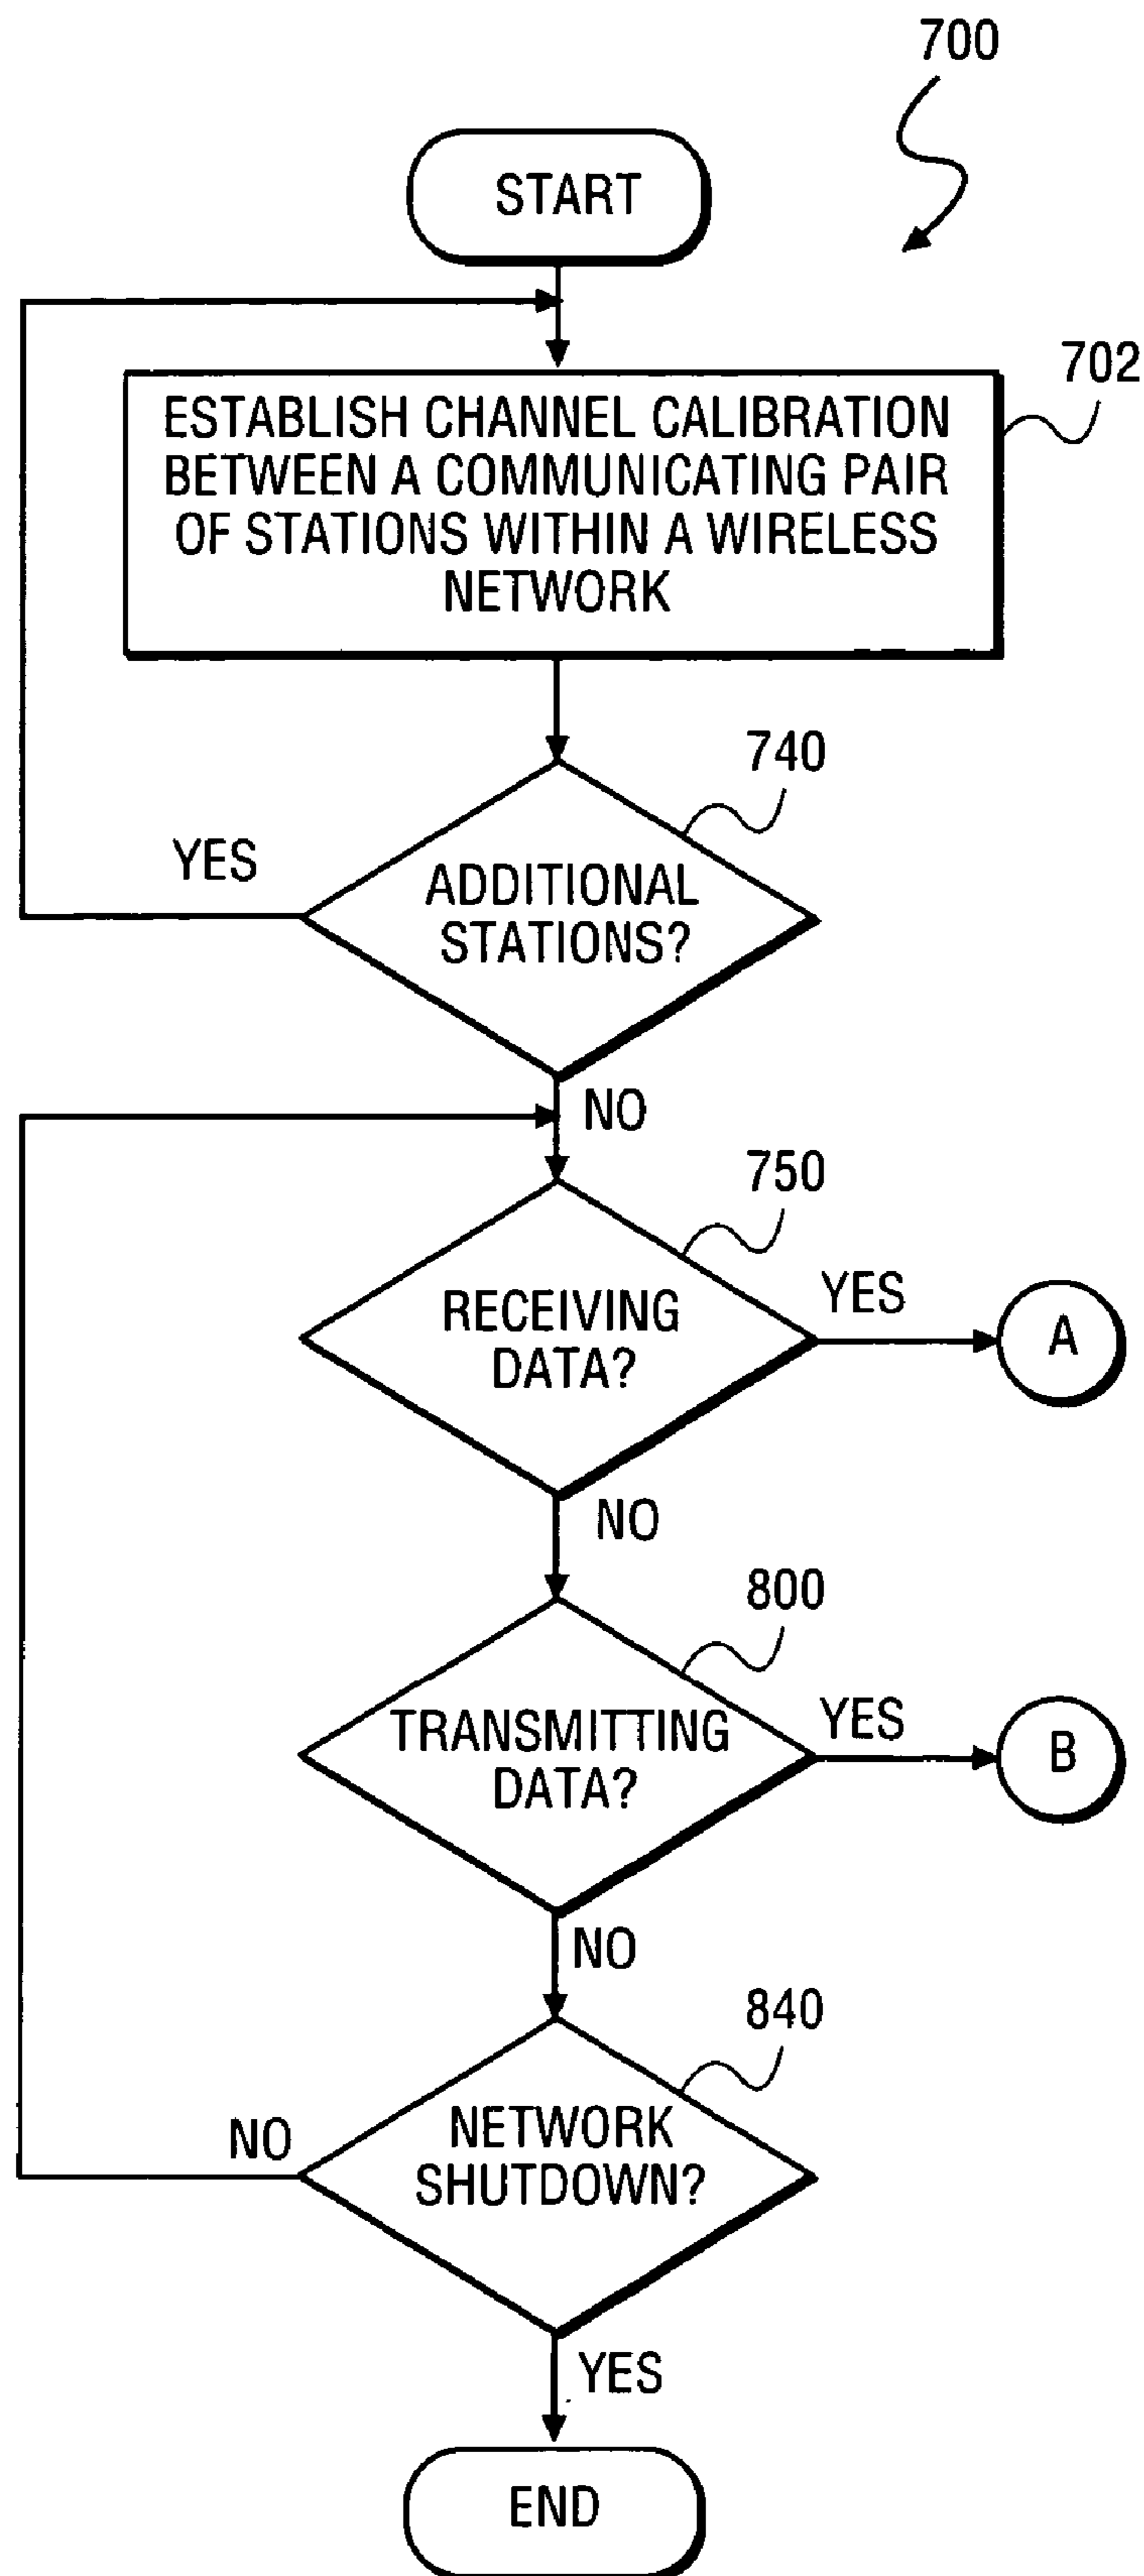 700
START
702
ESTABLISH CHANNEL CALIBRATION
BETWEEN A COMMUNICATING PAIR
OF STATIONS WITHIN A WIRELESS
NETWORK
740
YES
ADDITIONAL
STATIONS?
NO
750
RECEIVING
DATA?
YES
A
NO
800
TRANSMITTING
DATA?
YES
B
NO
840
NO
NETWORK
SHUTDOWN?
YES
END